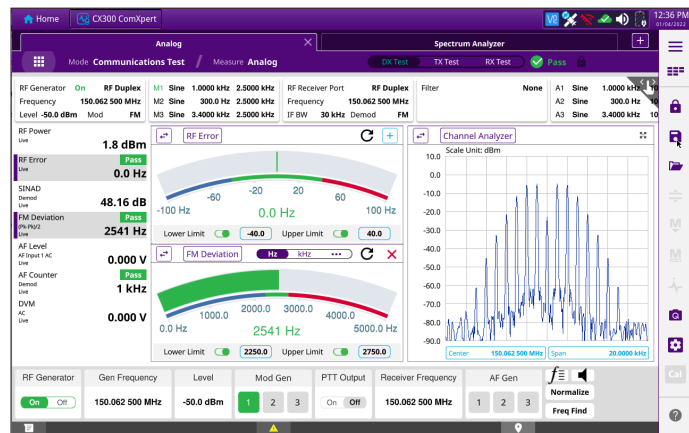 Home
CX300 ComXpert
12:36 PM
01/04/2022
Analog
Spectrum Analyzer
Mode Communications Test / Measure Analog
DX Test TX Test RX Test
Pass
RF Generator On RF Duplex
Frequency 150.062 500 MHz
Level -50.0 dBm Mod FM
M1 Sine 1.0000 kHz 2.5000 kHz
M2 Sine 300.0 Hz 2.5000 kHz
M3 Sine 3.4000 kHz 2.5000 kHz
RF Receiver Port RF Duplex
Frequency 150.062 500 MHz
IF BW 30 kHz Demod FM
Filter None
A1 Sine 1.0000 kHz 10
A2 Sine 300.0 Hz 10
A3 Sine 3.4000 kHz 10
RF Power
Live
1.8 dBm
RF Error Pass
Live
0.0 Hz
SINAD
Demod
Live
48.16 dB
FM Deviation Pass
(Pk-Pk)/2
Live
2541 Hz
AF Level
AF Input 1 AC
Live
0.000 V
AF Counter Pass
Demod
Live
1 kHz
DVM
AC
Live
0.000 V
RF Error
-100 Hz -60 -20 20 60 100 Hz
0.0 Hz
Lower Limit -40.0 Upper Limit 40.0
FM Deviation Hz kHz
0.0 Hz 1000.0 2000.0 3000.0 4000.0 5000.0 Hz
2541 Hz
Lower Limit 2250.0 Upper Limit 2750.0
Channel Analyzer
Scale Unit: dBm
10.0
0.0
-10.0
-20.0
-30.0
-40.0
-50.0
-60.0
-70.0
-80.0
-90.0
Center 150.062 500 MHz Span 20.0000 kHz
RF Generator
On Off
Gen Frequency
150.062 500 MHz
Level
-50.0 dBm
Mod Gen
1 2 3
PTT Output
On Off
Receiver Frequency
150.062 500 MHz
AF Gen
1 2 3
Normalize
Freq Find
M
M
Cal